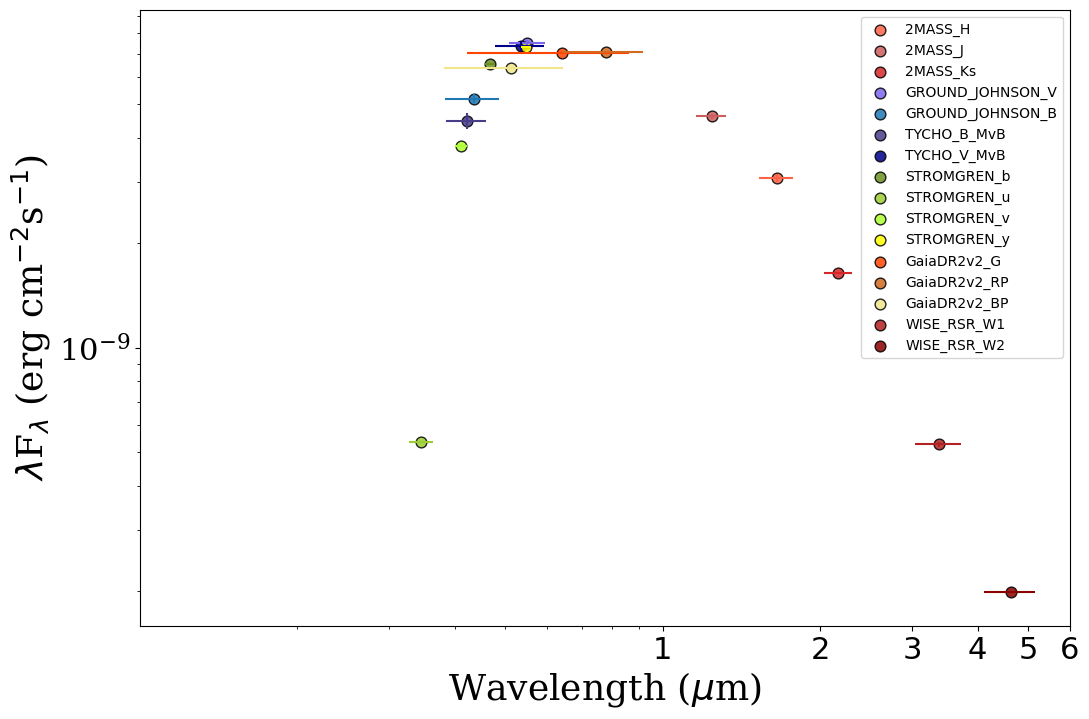 2MASS_H
2MASS_J
2MASS_Ks
GROUND_JOHNSON_V
GROUND_JOHNSON_B
TYCHO_B_MvB
TYCHO_V_MvB
STROMGREN_b
STROMGREN_u
STROMGREN_v
STROMGREN_y
GaiaDR2v2_G
GaiaDR2v2_RP
GaiaDR2v2_BP
WISE_RSR_W1
WISE_RSR_W2
λF_λ (erg cm⁻²s⁻¹)
10⁻⁹
1 2 3 4 5 6
Wavelength (μm)